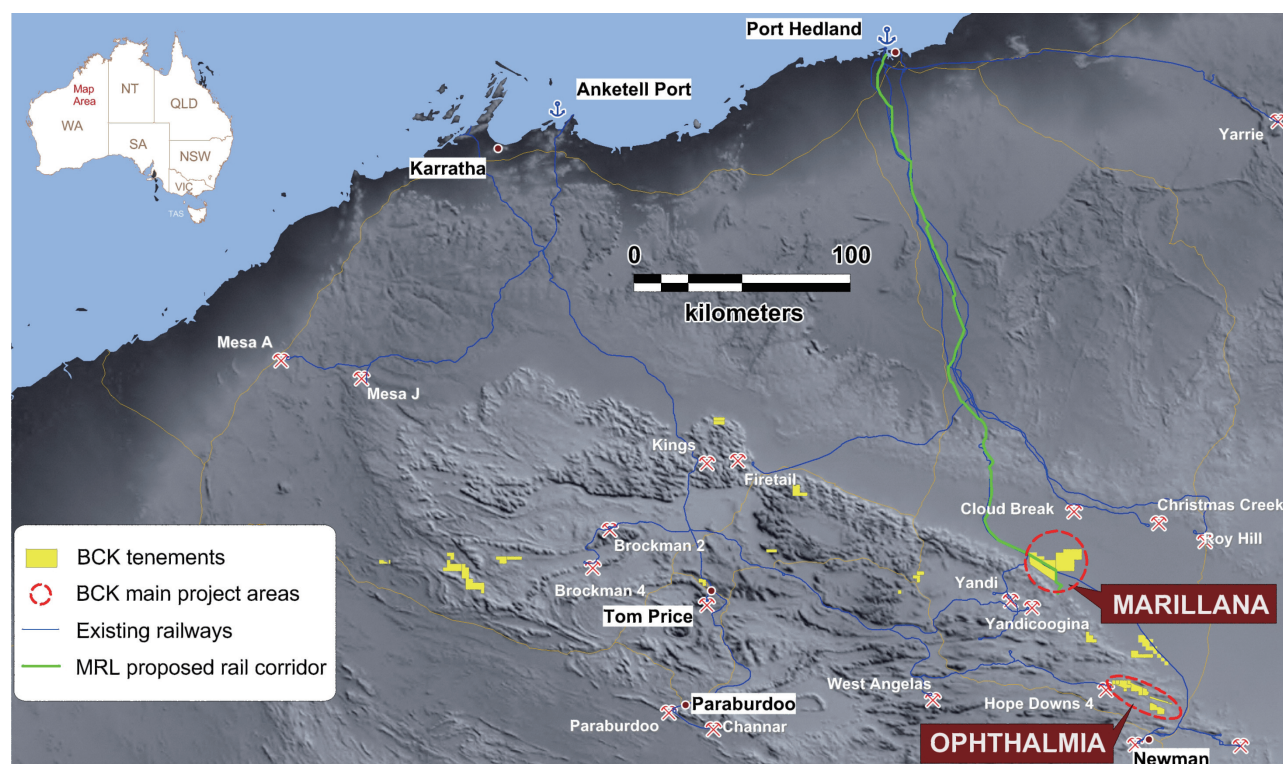 Port Hedland
Anketell Port
Map
Area
NT
QLD
WA
SA
NSW
VIC
TAS
Karratha
Yarrie
0 100
kilometers
Mesa A
Mesa J
Kings
Firetail
Cloud Break
Christmas Creek
Roy Hill
BCK tenements
BCK main project areas
Existing railways
MRL proposed rail corridor
Brockman 2
Brockman 4
Yandi
Yandicoogina
MARILLANA
Tom Price
West Angelas
Hope Downs 4
Paraburdoo
Paraburdoo
Channar
OPHTHALMIA
Newman